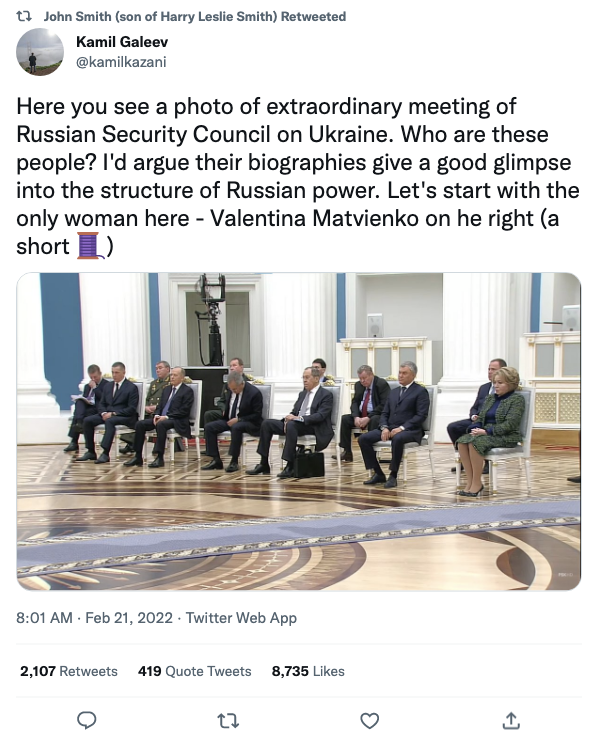 John Smith (son of Harry Leslie Smith) Retweeted
Kamil Galeev
@kamilkazani
Here you see a photo of extraordinary meeting of
Russian Security Council on Ukraine. Who are these
people? I'd argue their biographies give a good glimpse
into the structure of Russian power. Let's start with the
only woman here - Valentina Matvienko on he right (a
short 🧵)
8:01 AM · Feb 21, 2022 · Twitter Web App
2,107 Retweets 419 Quote Tweets 8,735 Likes